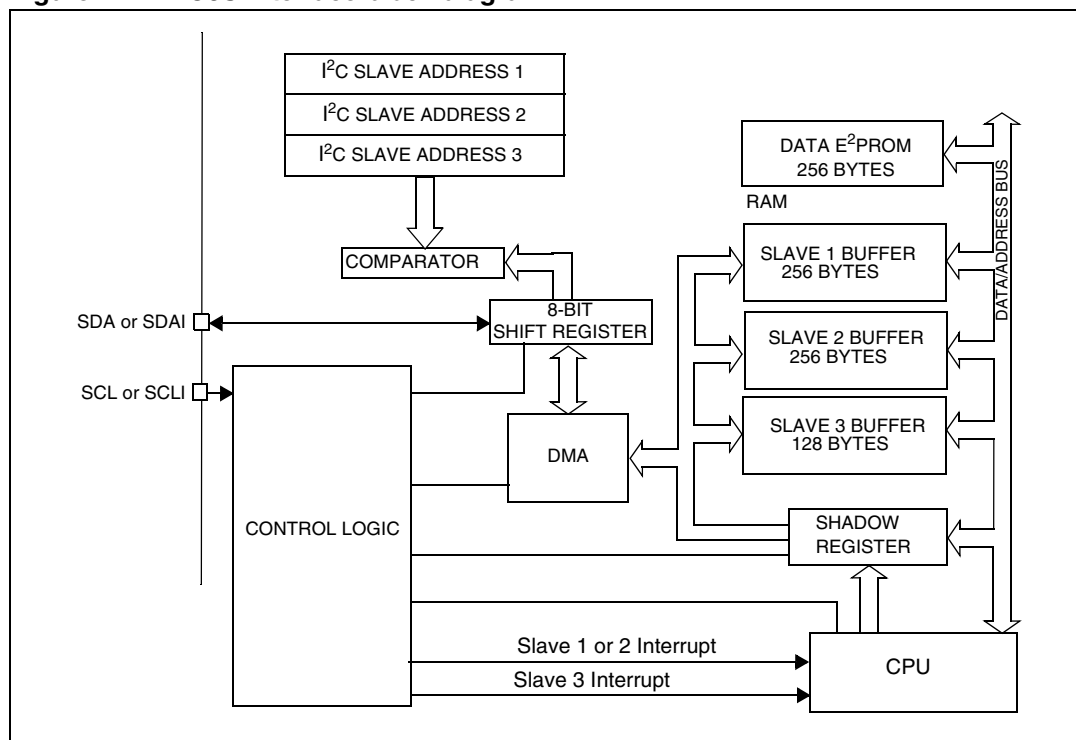 I²C SLAVE ADDRESS 1
I²C SLAVE ADDRESS 2
I²C SLAVE ADDRESS 3
DATA E²PROM
256 BYTES
RAM
DATA/ADDRESS BUS
COMPARATOR
SLAVE 1 BUFFER
256 BYTES
SDA or SDAI
8-BIT
SHIFT REGISTER
SLAVE 2 BUFFER
256 BYTES
SCL or SCLI
SLAVE 3 BUFFER
128 BYTES
DMA
CONTROL LOGIC
SHADOW
REGISTER
Slave 1 or 2 Interrupt
Slave 3 Interrupt
CPU